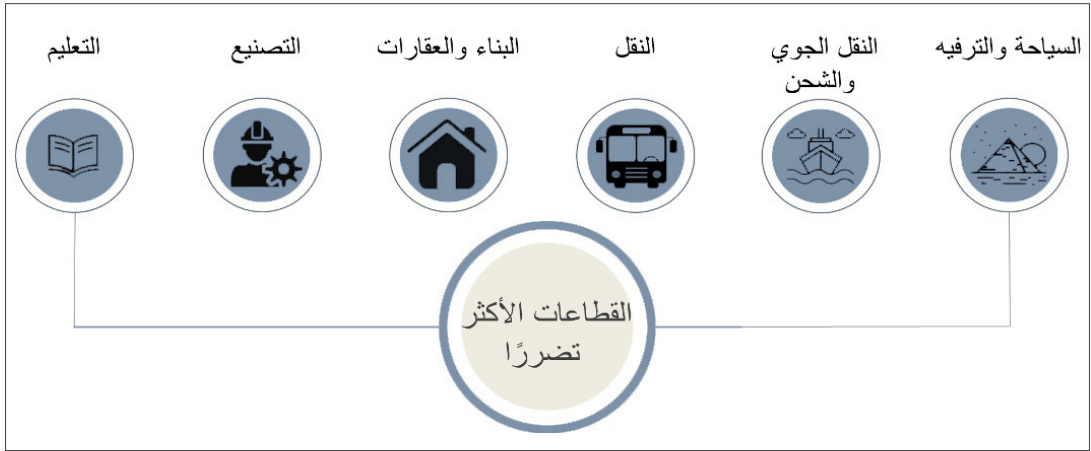 السياحة والترفيه
النقل الجوي
والشحن
النقل
البناء والعقارات
التصنيع
التعليم
القطاعات الأكثر
تضررًا